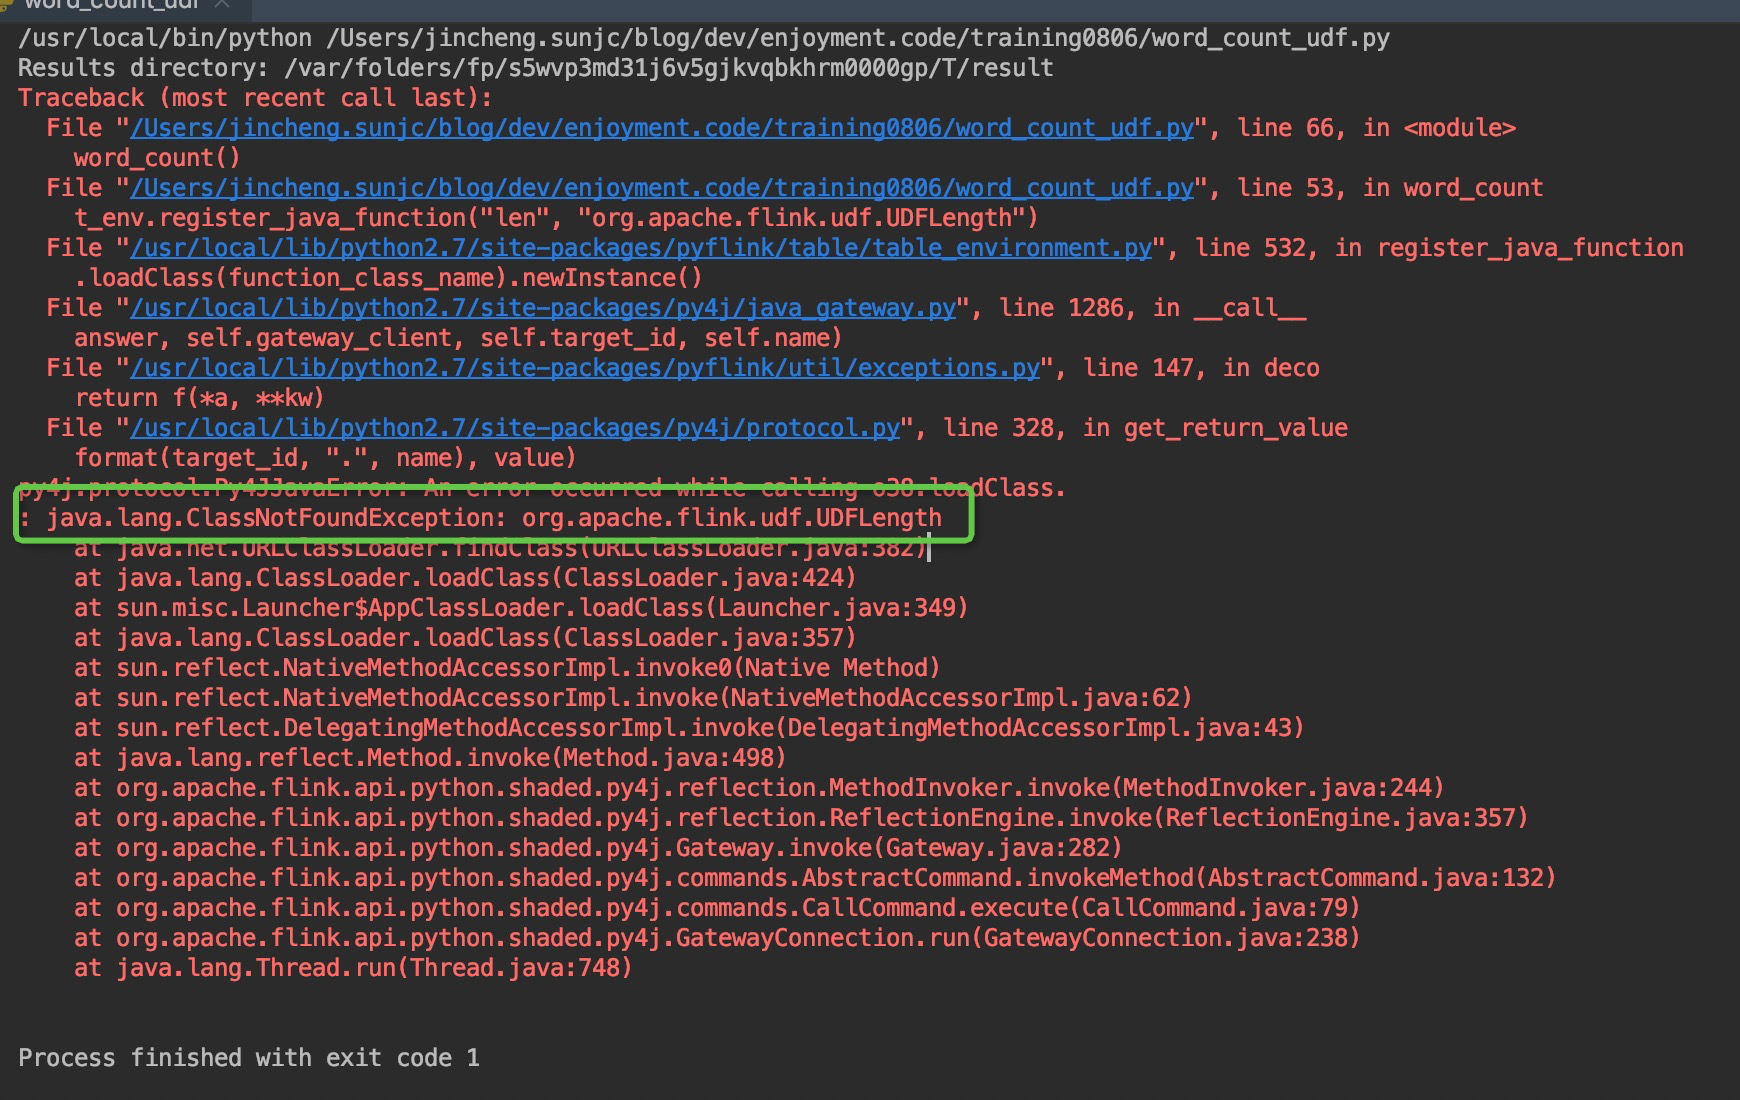 word_count_udf
/usr/local/bin/python /Users/jincheng.sunjc/blog/dev/enjoyment.code/training0806/word_count_udf.py
Results directory: /var/folders/fp/s5wvp3md31j6v5gjkvqbkhrm0000gp/T/result
Traceback (most recent call last):
File "/Users/jincheng.sunjc/blog/dev/enjoyment.code/training0806/word_count_udf.py", line 66, in <module>
word_count()
File "/Users/jincheng.sunjc/blog/dev/enjoyment.code/training0806/word_count_udf.py", line 53, in word_count
t_env.register_java_function("len", "org.apache.flink.udf.UDFLength")
File "/usr/local/lib/python2.7/site-packages/pyflink/table/table_environment.py", line 532, in register_java_function
.loadClass(function_class_name).newInstance()
File "/usr/local/lib/python2.7/site-packages/py4j/java_gateway.py", line 1286, in __call__
answer, self.gateway_client, self.target_id, self.name)
File "/usr/local/lib/python2.7/site-packages/pyflink/util/exceptions.py", line 147, in deco
return f(*a, **kw)
File "/usr/local/lib/python2.7/site-packages/py4j/protocol.py", line 328, in get_return_value
format(target_id, ".", name), value)
py4j.protocol.Py4JJavaError: An error occurred while calling o38.loadClass.
: java.lang.ClassNotFoundException: org.apache.flink.udf.UDFLength
at java.net.URLClassLoader.findClass(URLClassLoader.java:382)
at java.lang.ClassLoader.loadClass(ClassLoader.java:424)
at sun.misc.Launcher$AppClassLoader.loadClass(Launcher.java:349)
at java.lang.ClassLoader.loadClass(ClassLoader.java:357)
at sun.reflect.NativeMethodAccessorImpl.invoke0(Native Method)
at sun.reflect.NativeMethodAccessorImpl.invoke(NativeMethodAccessorImpl.java:62)
at sun.reflect.DelegatingMethodAccessorImpl.invoke(DelegatingMethodAccessorImpl.java:43)
at java.lang.reflect.Method.invoke(Method.java:498)
at org.apache.flink.api.python.shaded.py4j.reflection.MethodInvoker.invoke(MethodInvoker.java:244)
at org.apache.flink.api.python.shaded.py4j.reflection.ReflectionEngine.invoke(ReflectionEngine.java:357)
at org.apache.flink.api.python.shaded.py4j.Gateway.invoke(Gateway.java:282)
at org.apache.flink.api.python.shaded.py4j.commands.AbstractCommand.invokeMethod(AbstractCommand.java:132)
at org.apache.flink.api.python.shaded.py4j.commands.CallCommand.execute(CallCommand.java:79)
at org.apache.flink.api.python.shaded.py4j.GatewayConnection.run(GatewayConnection.java:238)
at java.lang.Thread.run(Thread.java:748)
Process finished with exit code 1